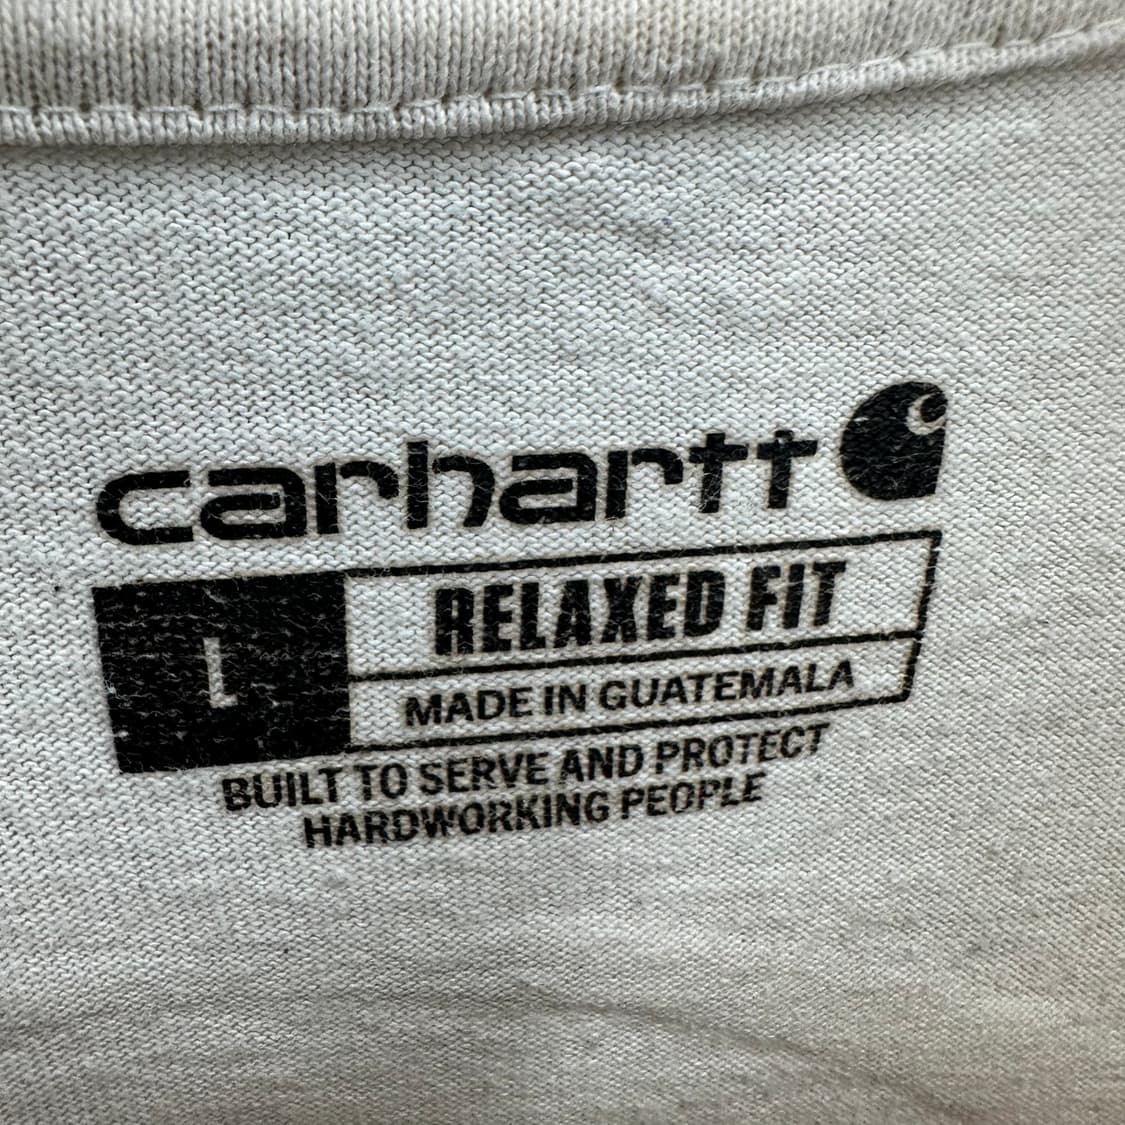 carhartt
L
RELAXED FIT
MADE IN GUATEMALA
BUILT TO SERVE AND PROTECT
HARDWORKING PEOPLE